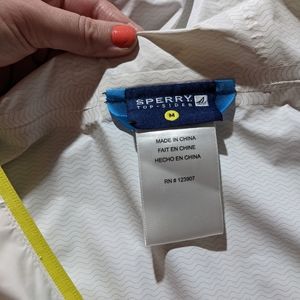 SPERRY
TOP-SIDER
M
MADE IN CHINA
FAIT EN CHINE
HECHO EN CHINA
RN # 123907